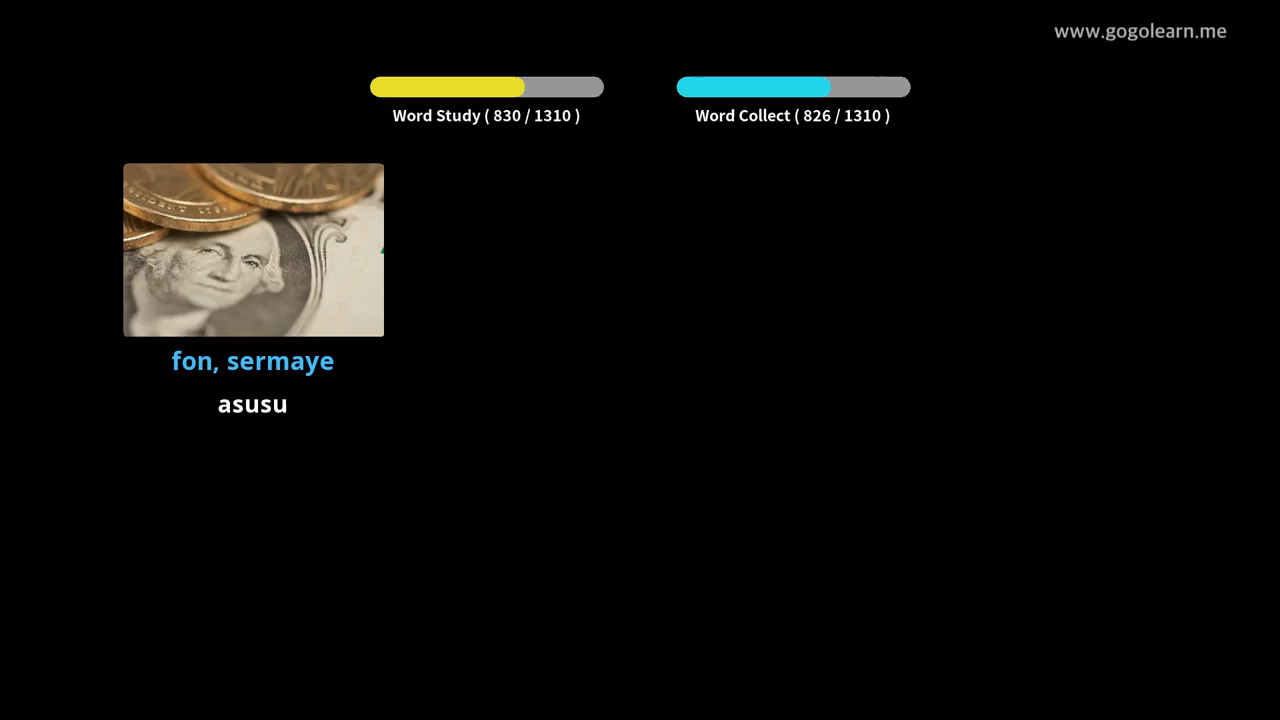 www.gogolearn.me
Word Study ( 830 / 1310 )
Word Collect ( 826 / 1310 )
fon, sermaye
asusu